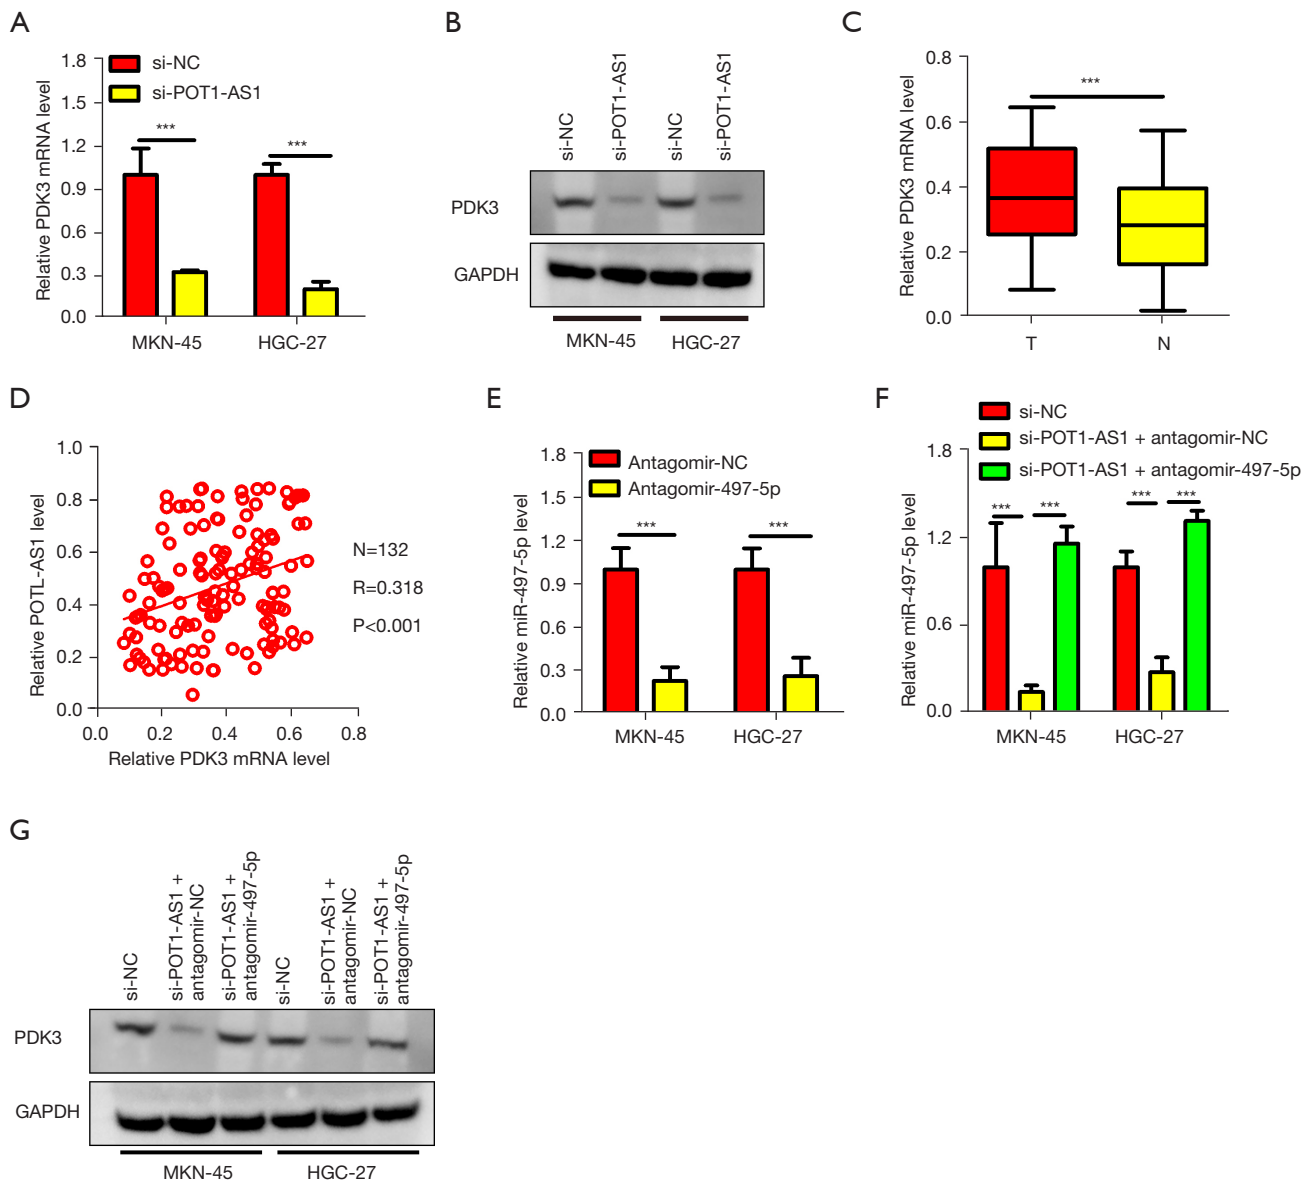 A
Relative PDK3 mRNA level
1.8
1.5
1.2
0.9
0.6
0.3
0.0
si-NC
si-POT1-AS1
***
***
MKN-45
HGC-27
B
si-NC
si-POT1-AS1
si-NC
si-POT1-AS1
PDK3
GAPDH
MKN-45
HGC-27
C
Relative PDK3 mRNA level
0.8
0.6
0.4
0.2
0.0
***
T
N
D
Relative POTL-AS1 level
1.0
0.8
0.6
0.4
0.2
0.0
N=132
R=0.318
P<0.001
0.0
0.2
0.4
0.6
0.8
Relative PDK3 mRNA level
E
Relative miR-497-5p level
1.8
1.5
1.2
0.9
0.6
0.3
0.0
Antagomir-NC
Antagomir-497-5p
***
***
MKN-45
HGC-27
F
si-NC
si-POT1-AS1 + antagomir-NC
si-POT1-AS1 + antagomir-497-5p
Relative miR-497-5p level
1.8
1.2
0.6
0.0
***
***
***
***
MKN-45
HGC-27
G
si-NC
si-POT1-AS1 +
antagomir-NC
si-POT1-AS1 +
antagomir-497-5p
si-NC
si-POT1-AS1 +
antagomir-NC
si-POT1-AS1 +
antagomir-497-5p
PDK3
GAPDH
MKN-45
HGC-27